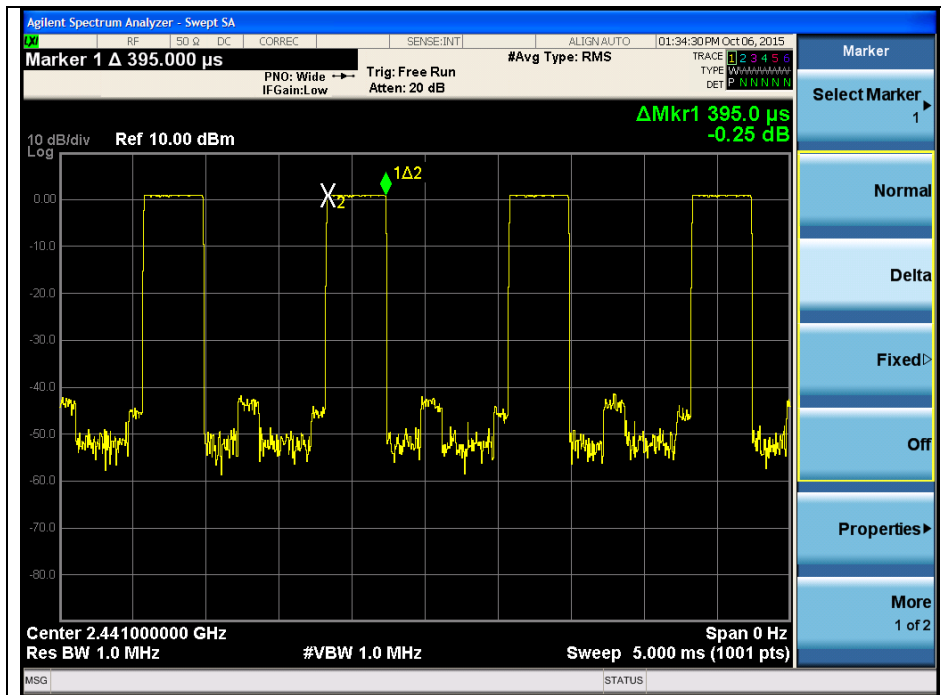 Agilent Spectrum Analyzer - Swept SA
LXI RF 50 Ω DC CORREC SENSE:INT ALIGN AUTO 01:34:30 PM Oct 06, 2015
Marker 1 Δ 395.000 μs
PNO: Wide
IFGain:Low
Trig: Free Run
Atten: 20 dB
#Avg Type: RMS
TRACE 1 2 3 4 5 6
TYPE WWWWWW
DET P N N N N N
ΔMkr1 395.0 μs
-0.25 dB
10 dB/div Ref 10.00 dBm
Log
1Δ2
X2
0.00
-10.0
-20.0
-30.0
-40.0
-50.0
-60.0
-70.0
-80.0
Center 2.441000000 GHz Span 0 Hz
Res BW 1.0 MHz #VBW 1.0 MHz Sweep 5.000 ms (1001 pts)
MSG STATUS
Marker
Select Marker
1
Normal
Delta
Fixed
Off
Properties
More
1 of 2